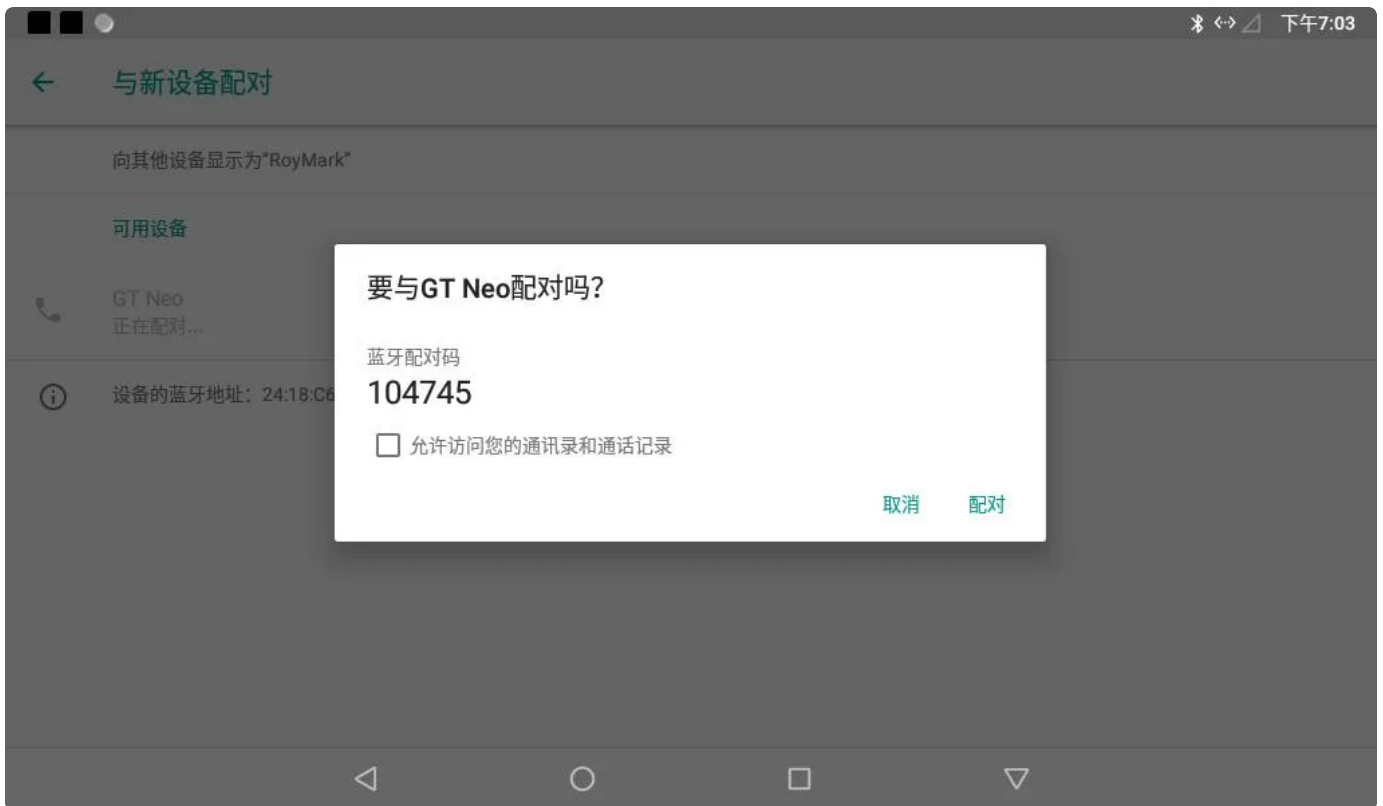 下午7:03
与新设备配对
向其他设备显示为“RoyMark”
可用设备
GT Neo
正在配对...
设备的蓝牙地址：24:18:C6
要与GT Neo配对吗？
蓝牙配对码
104745
允许访问您的通讯录和通话记录
取消 配对